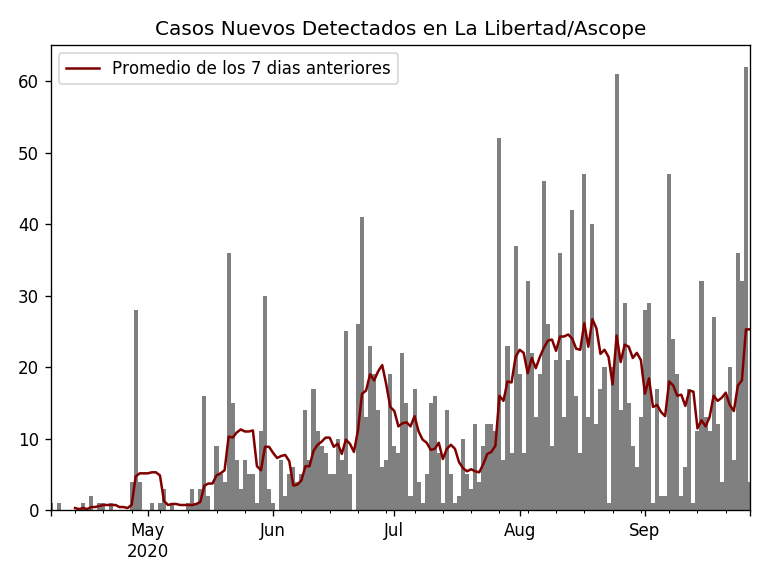 Casos Nuevos Detectados en La Libertad/Ascope
Promedio de los 7 dias anteriores
60
50
40
30
20
10
0
May Jun Jul Aug Sep
2020